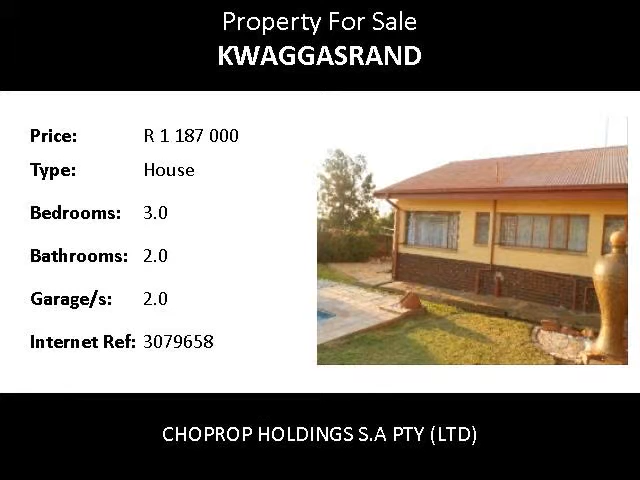 Property For Sale
KWAGGASRAND
Price: R 1 187 000
Type: House
Bedrooms: 3.0
Bathrooms: 2.0
Garage/s: 2.0
Internet Ref: 3079658
CHOPROP HOLDINGS S.A PTY (LTD)